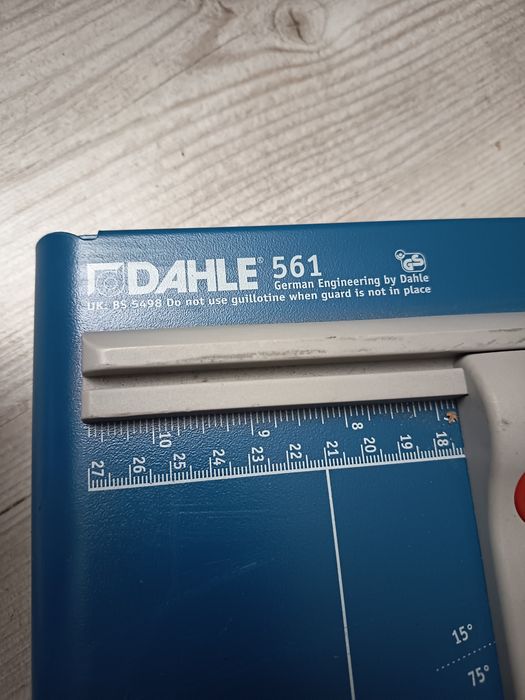 DAHLE® 561
German Engineering by Dahle
UK: BS 5498 Do not use guillotine when guard is not in place
10 9 8
27 26 25 24 23 22 21 20 19 18
15°
75°